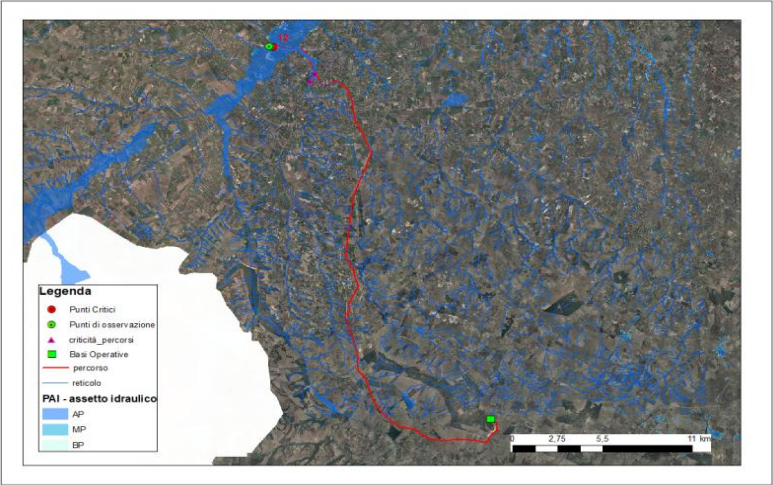 12
Legenda
Punti Critici
Punti di osservazione
criticità_percorsi
Basi Operative
percorso
reticolo
PAI - assetto idraulico
AP
MP
BP
0 2,75 5,5 11 km